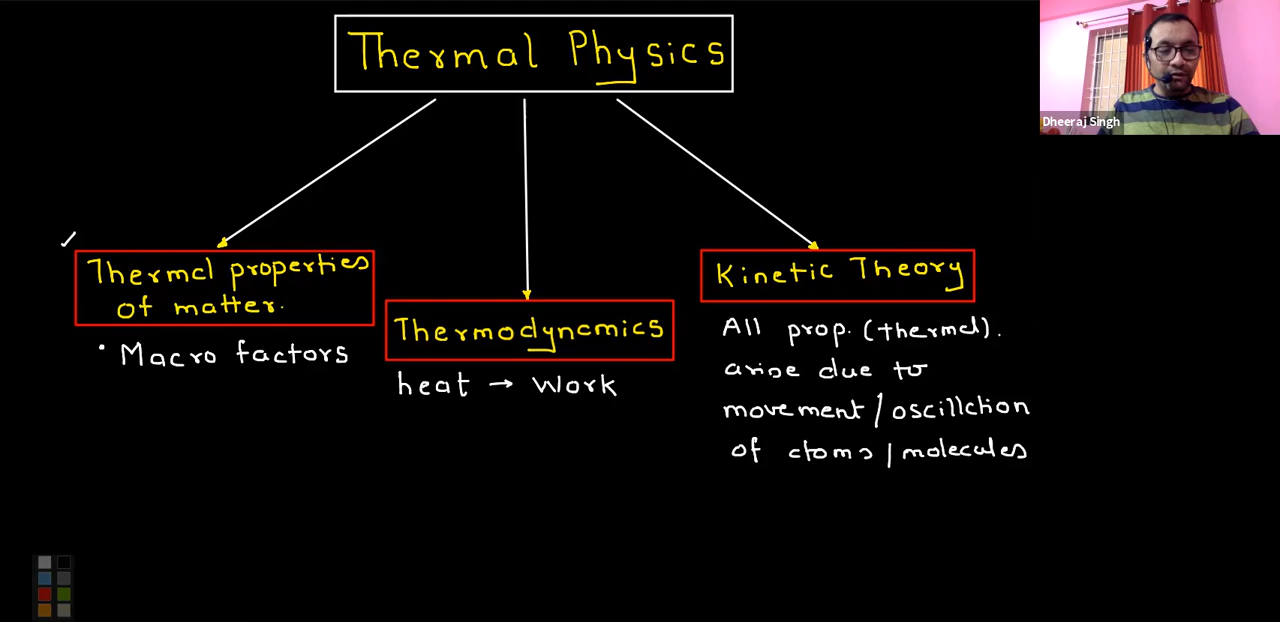 Thermal Physics
Dheeraj Singh
Thermal properties
of matter.
• Macro factors
Thermodynamics
heat → Work
Kinetic Theory
All prop. (thermal).
arise due to
movement / oscillation
of atoms / molecules